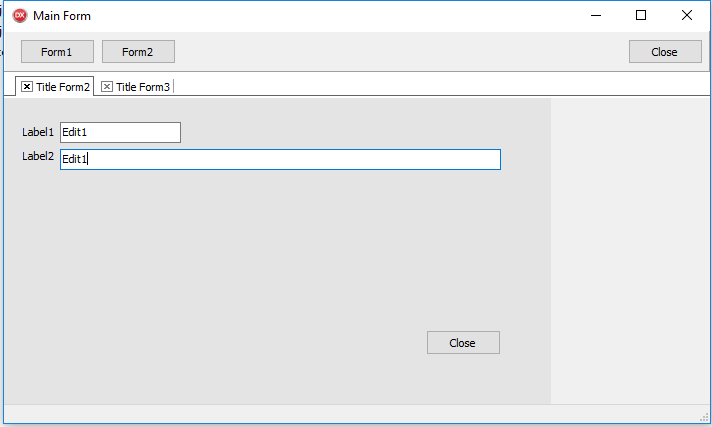 DX Main Form
Form1 Form2 Close
Title Form2 Title Form3
Label1 Edit1
Label2 Edit1
Close